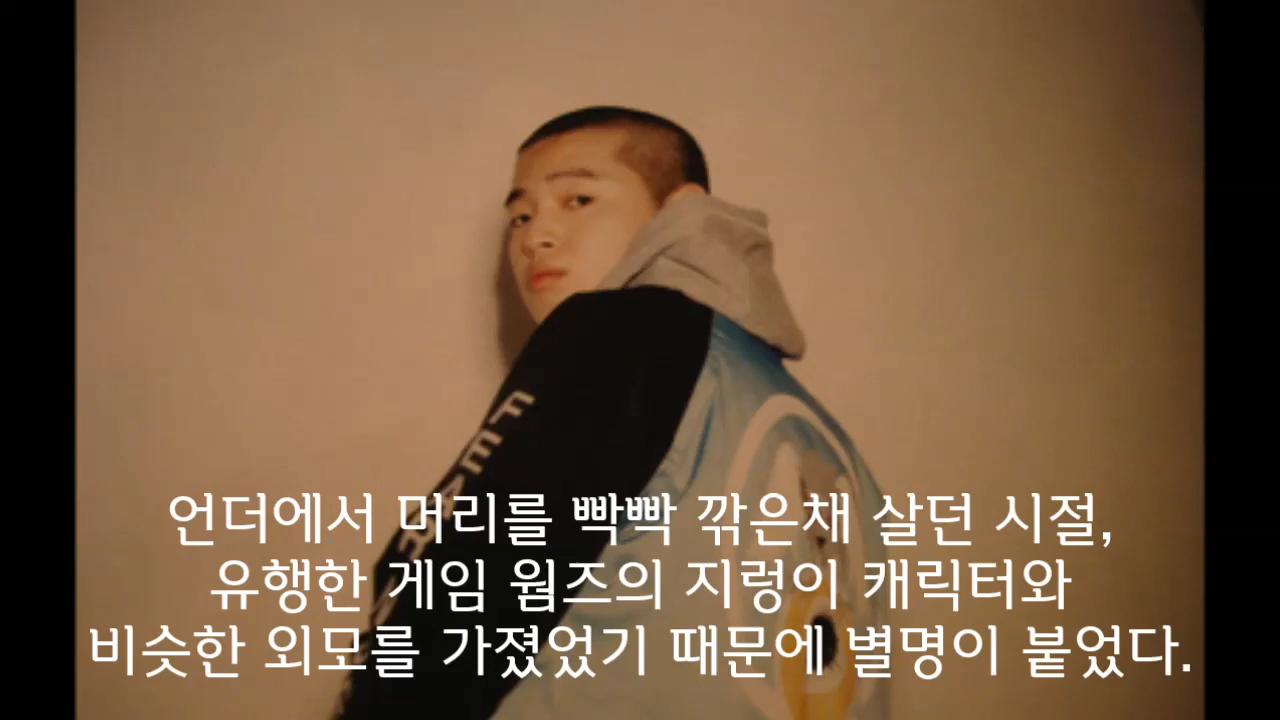 FEAR
언더에서 머리를 빡빡 깎은채 살던 시절,
유행한 게임 웜즈의 지렁이 캐릭터와
비슷한 외모를 가졌었기 때문에 별명이 붙었다.